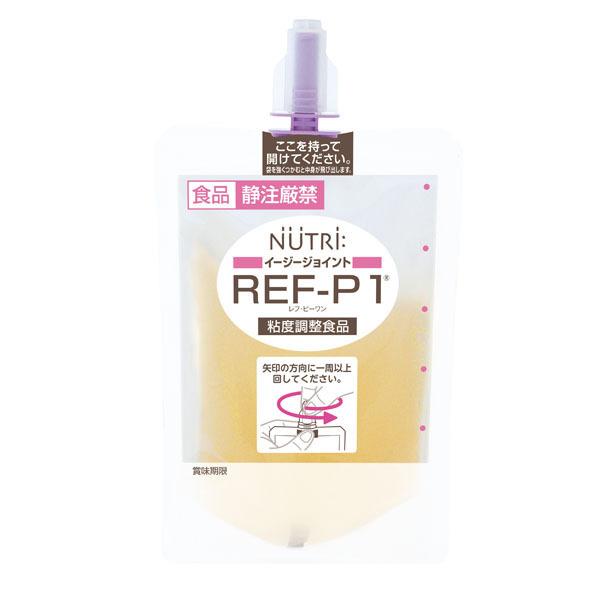 ここを持って
開けてください。
袋を強くつかむと中身が飛び出します。
食品 静注厳禁
NUTRI:
イージージョイント
REF-P1®
レフ・ピーワン
粘度調整食品
矢印の方向に一周以上
回してください。
賞味期限